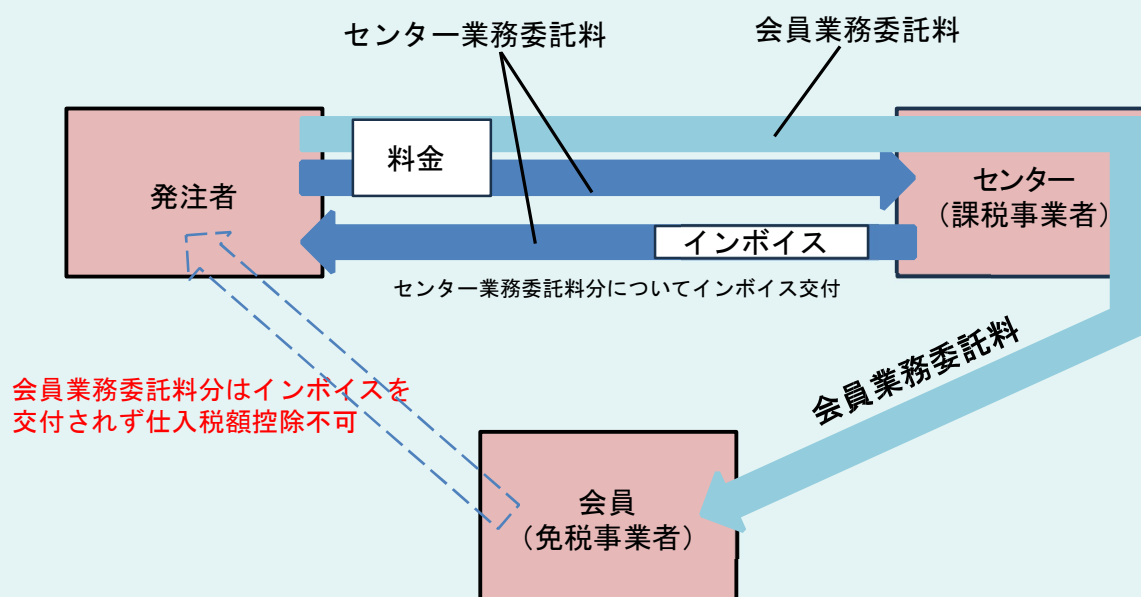 センター業務委託料
会員業務委託料
発注者
料金
センター
（課税事業者）
インボイス
センター業務委託料分についてインボイス交付
会員業務委託料
会員業務委託料分はインボイスを
交付されず仕入税額控除不可
会員
（免税事業者）